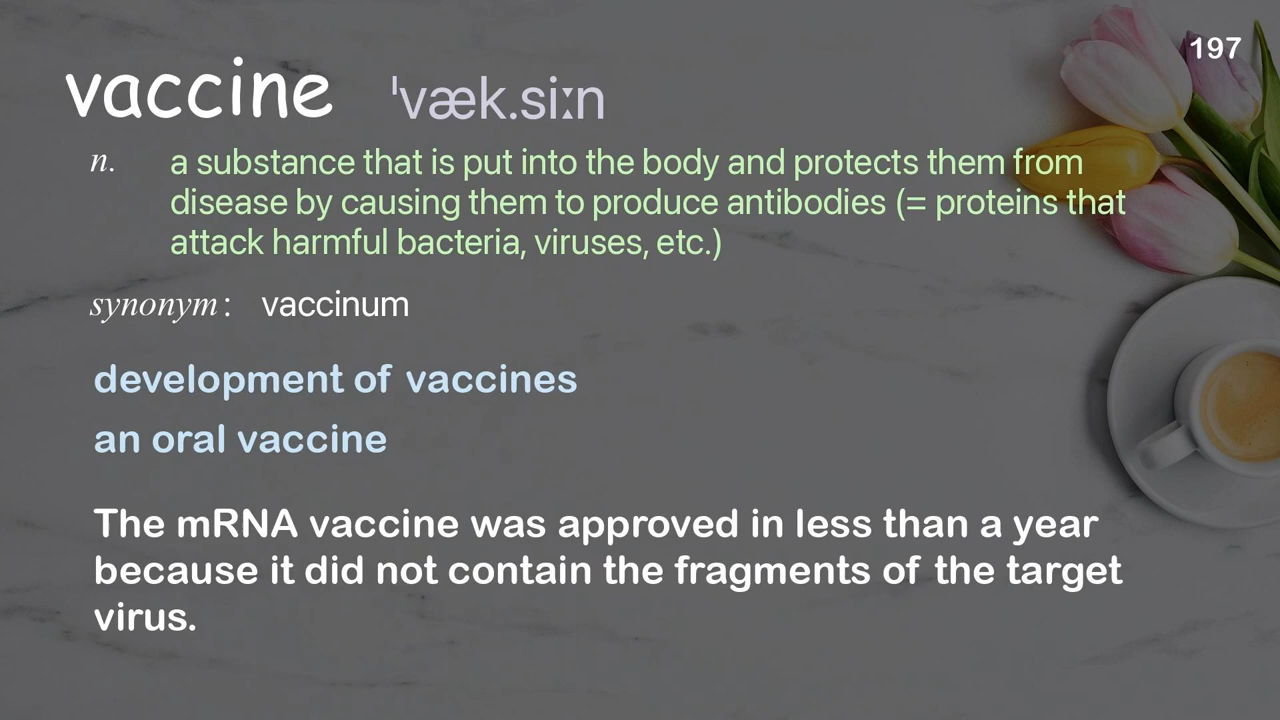 197
vaccine ˈvæk.siːn
n. a substance that is put into the body and protects them from
disease by causing them to produce antibodies (= proteins that
attack harmful bacteria, viruses, etc.)
synonym: vaccinum
development of vaccines
an oral vaccine
The mRNA vaccine was approved in less than a year
because it did not contain the fragments of the target
virus.